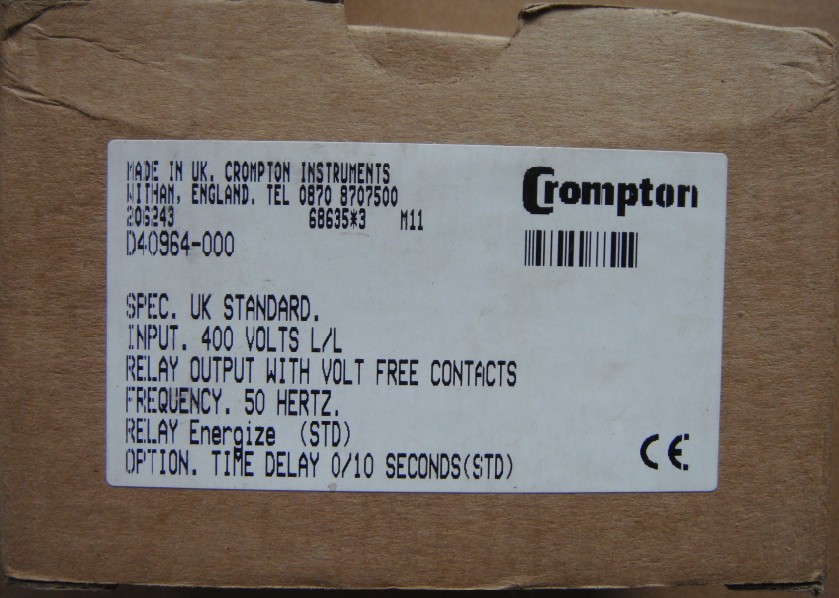 MADE IN UK. CROMPTON INSTRUMENTS
WITHAM, ENGLAND. TEL 0870 8707500
206243 68635*3 M11
D40964-000
Crompton
SPEC. UK STANDARD.
INPUT. 400 VOLTS L/L
RELAY OUTPUT WITH VOLT FREE CONTACTS
FREQUENCY. 50 HERTZ.
RELAY Energize (STD)
OPTION. TIME DELAY 0/10 SECONDS(STD)
CE